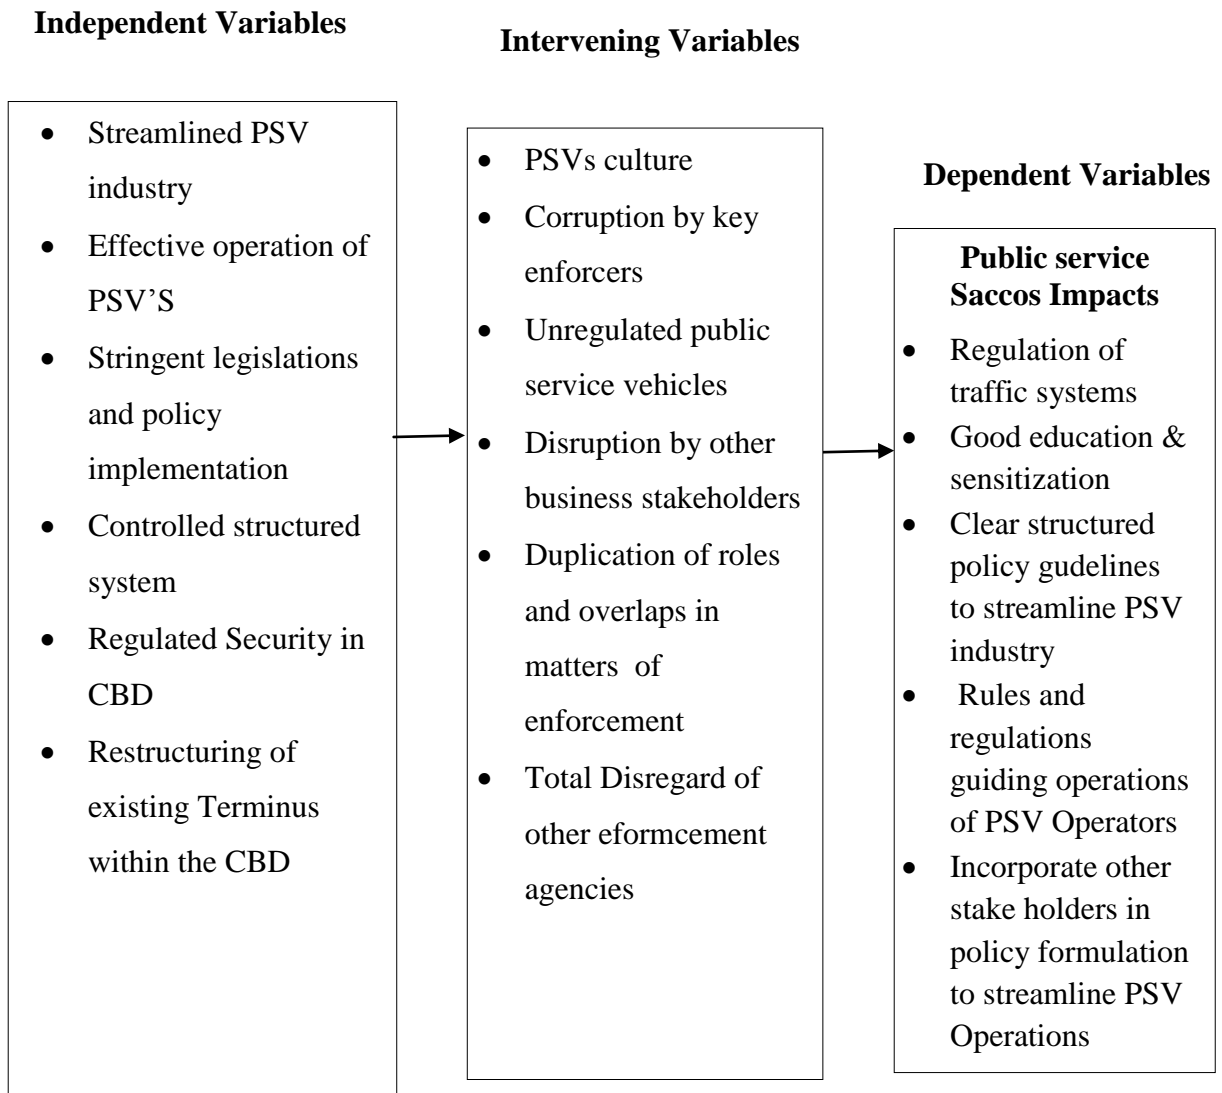 Independent Variables
• Streamlined PSV
industry
• Effective operation of
PSV’S
• Stringent legislations
and policy
implementation
• Controlled structured
system
• Regulated Security in
CBD
• Restructuring of
existing Terminus
within the CBD
Intervening Variables
• PSVs culture
• Corruption by key
enforcers
• Unregulated public
service vehicles
• Disruption by other
business stakeholders
• Duplication of roles
and overlaps in
matters of
enforcement
• Total Disregard of
other eformcement
agencies
Dependent Variables
Public service
Saccos Impacts
• Regulation of
traffic systems
• Good education &
sensitization
• Clear structured
policy gudelines
to streamline PSV
industry
• Rules and
regulations
guiding operations
of PSV Operators
• Incorporate other
stake holders in
policy formulation
to streamline PSV
Operations